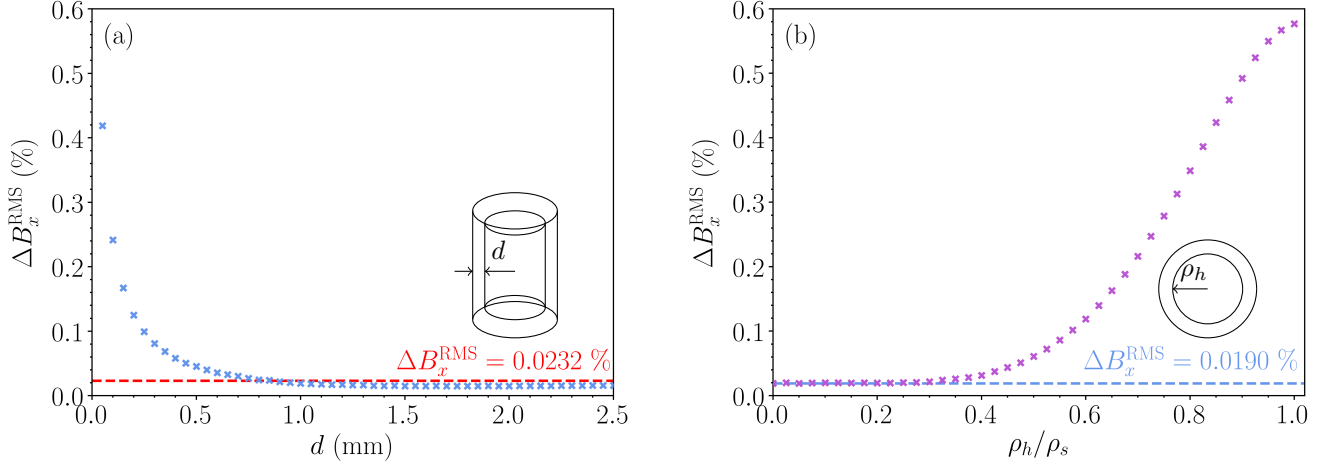 (a)
0.6
0.5
0.4
0.3
0.2
0.1
0.0
ΔB_x^RMS (%)
d
ΔB_x^RMS = 0.0232 %
0.0 0.5 1.0 1.5 2.0 2.5
d (mm)
(b)
0.6
0.5
0.4
0.3
0.2
0.1
0.0
ΔB_x^RMS (%)
ρ_h
ΔB_x^RMS = 0.0190 %
0.0 0.2 0.4 0.6 0.8 1.0
ρ_h/ρ_s